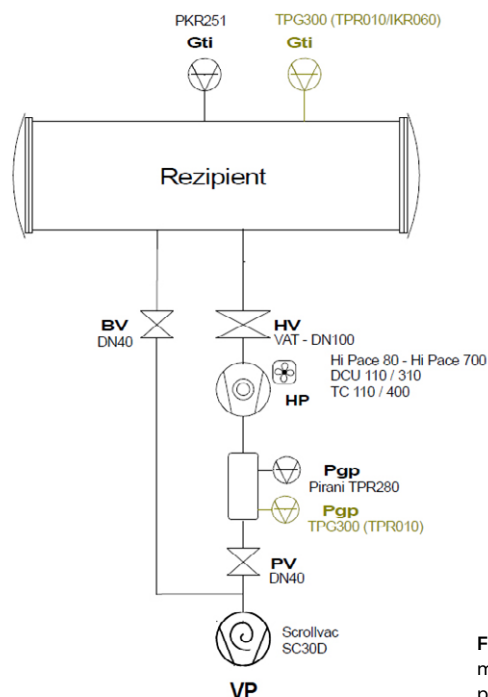 PKR251
Gti
TPG300 (TPR010/IKR060)
Gti
Rezipient
BV
DN40
HV
VAT - DN100
Hi Pace 80 - Hi Pace 700
DCU 110 / 310
TC 110 / 400
HP
Pgp
Pirani TPR280
Pgp
TPG300 (TPR010)
PV
DN40
Scrollvac
SC30D
VP
F
m
p